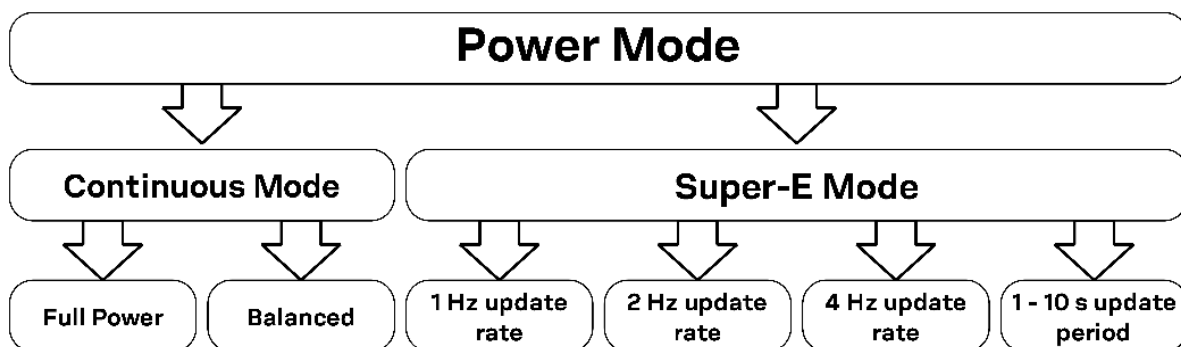 Power Mode
Continuous Mode
Super-E Mode
Full Power
Balanced
1 Hz update
rate
2 Hz update
rate
4 Hz update
rate
1 - 10 s update
period